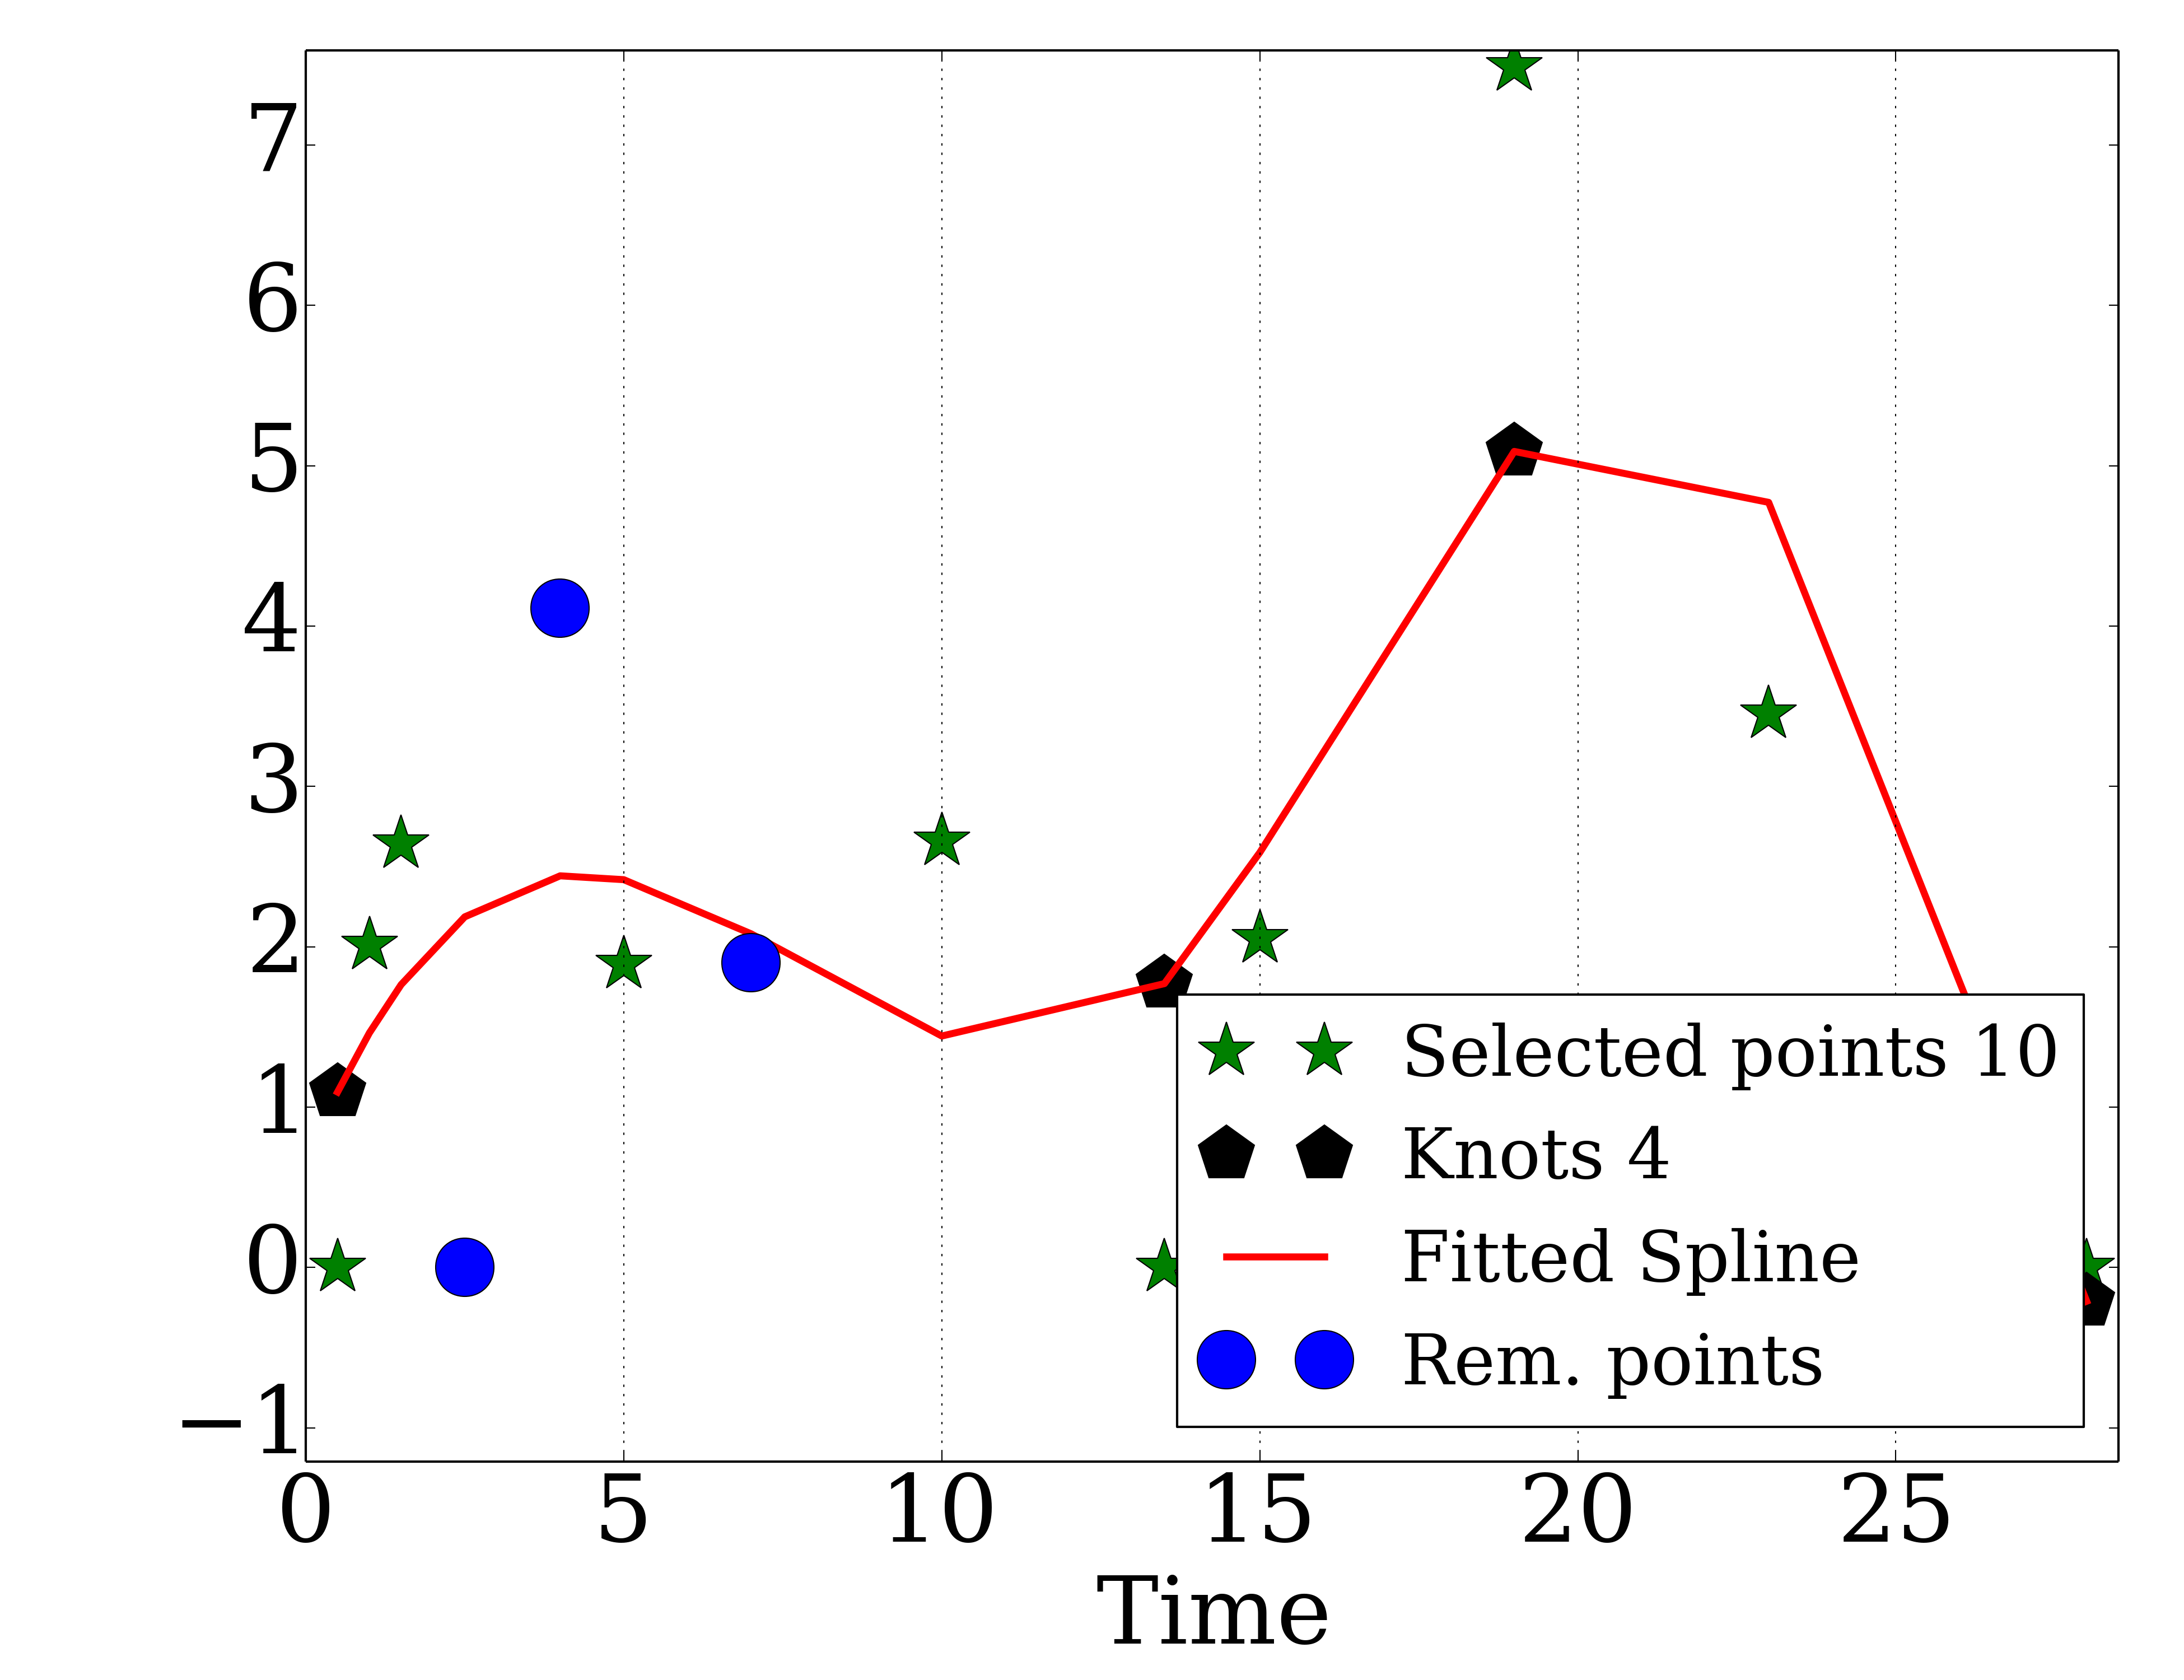 7
6
5
4
3
2
1
0
−1
Selected points 10
Knots 4
Fitted Spline
Rem. points
0 5 10 15 20 25
Time